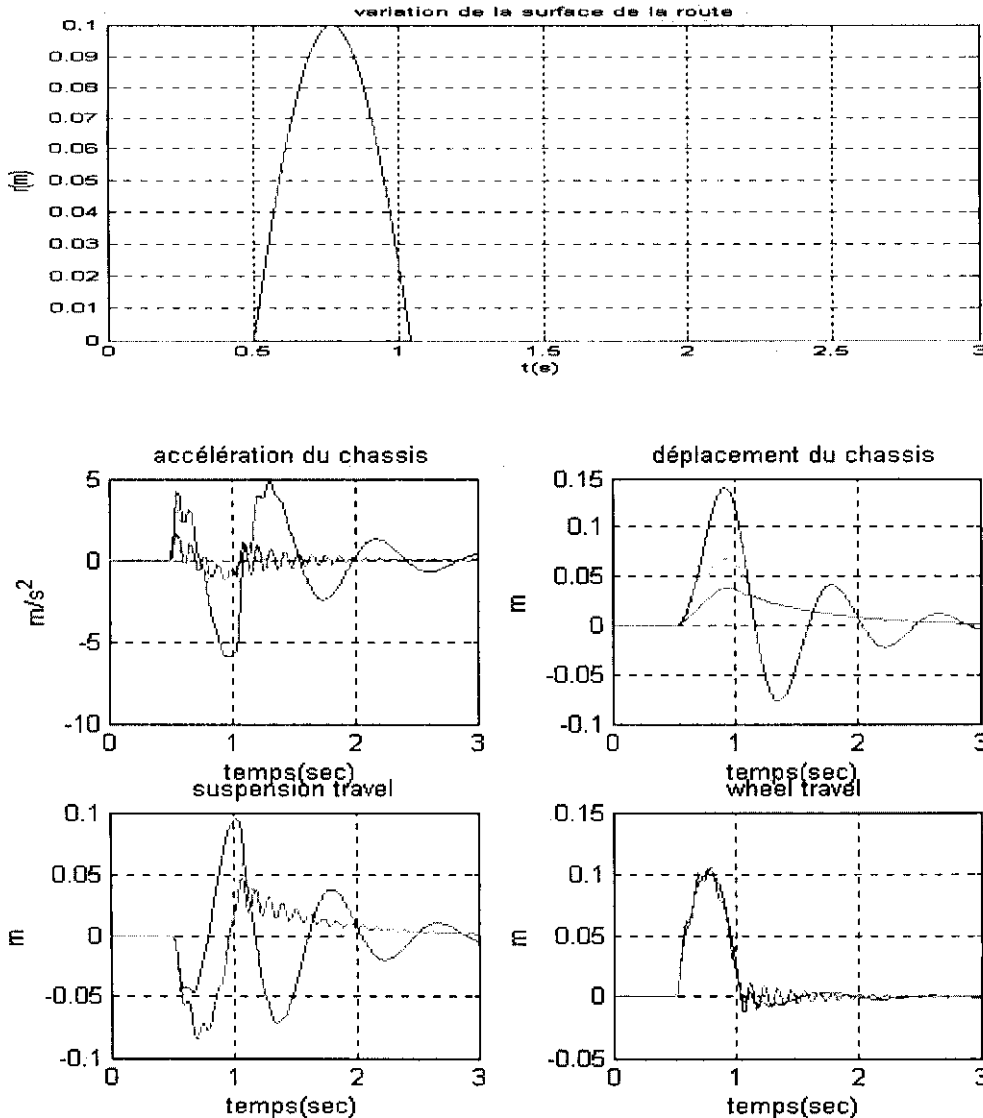 variation de la surface de la route
0.1
0.09
0.08
0.07
0.06
0.05
0.04
0.03
0.02
0.01
0
r(m)
0 0.5 1 1.5 2 2.5 3
t(s)
accélération du chassis
5
0
-5
-10
m/s²
0 1 2 3
temps(sec)
déplacement du chassis
0.15
0.1
0.05
0
-0.05
-0.1
m
0 1 2 3
temps(sec)
suspension travel
0.1
0.05
0
-0.05
-0.1
m
0 1 2 3
temps(sec)
wheel travel
0.15
0.1
0.05
0
-0.05
m
0 1 2 3
temps(sec)